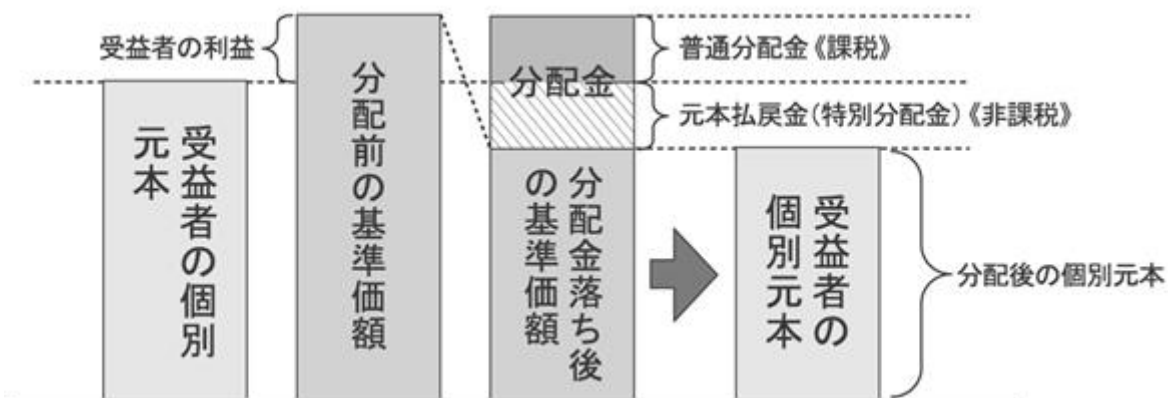 受益者の利益
受益者の個別
元本
分配前の基準価額
分配金
分配金落ち後
の基準価額
普通分配金《課税》
元本払戻金(特別分配金)《非課税》
受益者の
個別元本
分配後の個別元本